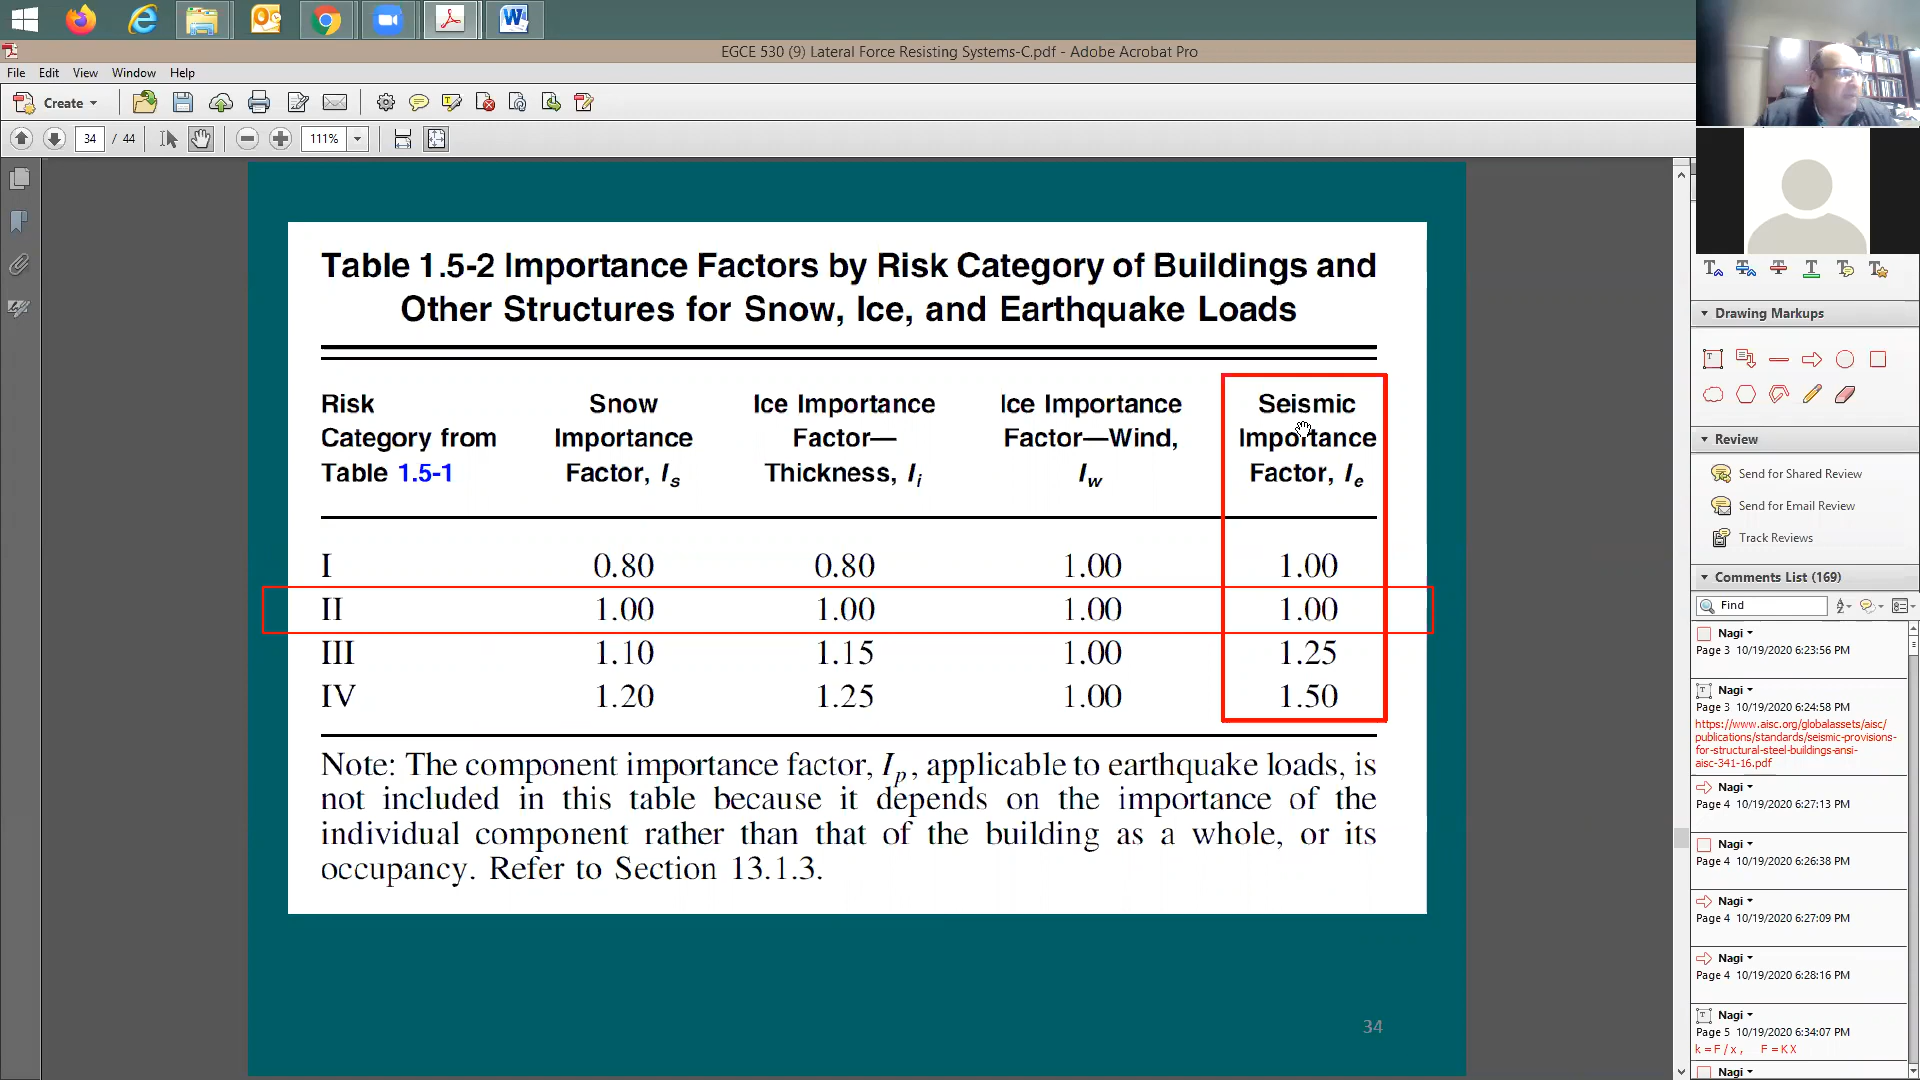 EGCE 530 (9) Lateral Force Resisting Systems-C.pdf - Adobe Acrobat Pro
File Edit View Window Help
Create
34 / 44 111%
Table 1.5-2 Importance Factors by Risk Category of Buildings and
Other Structures for Snow, Ice, and Earthquake Loads
Risk Category from Table 1.5-1 Snow Importance Factor, Is Ice Importance Factor—Thickness, Ii Ice Importance Factor—Wind, Iw Seismic Importance Factor, Ie
I 0.80 0.80 1.00 1.00
II 1.00 1.00 1.00 1.00
III 1.10 1.15 1.00 1.25
IV 1.20 1.25 1.00 1.50
Note: The component importance factor, Ip, applicable to earthquake loads, is
not included in this table because it depends on the importance of the
individual component rather than that of the building as a whole, or its
occupancy. Refer to Section 13.1.3.
34
Drawing Markups
Review
Send for Shared Review
Send for Email Review
Track Reviews
Comments List (169)
Find
Nagi
Page 3 10/19/2020 6:23:56 PM
Nagi
Page 3 10/19/2020 6:24:58 PM
https://www.aisc.org/globalassets/aisc/
publications/standards/seismic-provisions-
for-structural-steel-buildings-ansi-
aisc-341-16.pdf
Nagi
Page 4 10/19/2020 6:27:13 PM
Nagi
Page 4 10/19/2020 6:26:38 PM
Nagi
Page 4 10/19/2020 6:27:09 PM
Nagi
Page 4 10/19/2020 6:28:16 PM
Nagi
Page 5 10/19/2020 6:34:07 PM
k = F / x , F = K X
Nagi